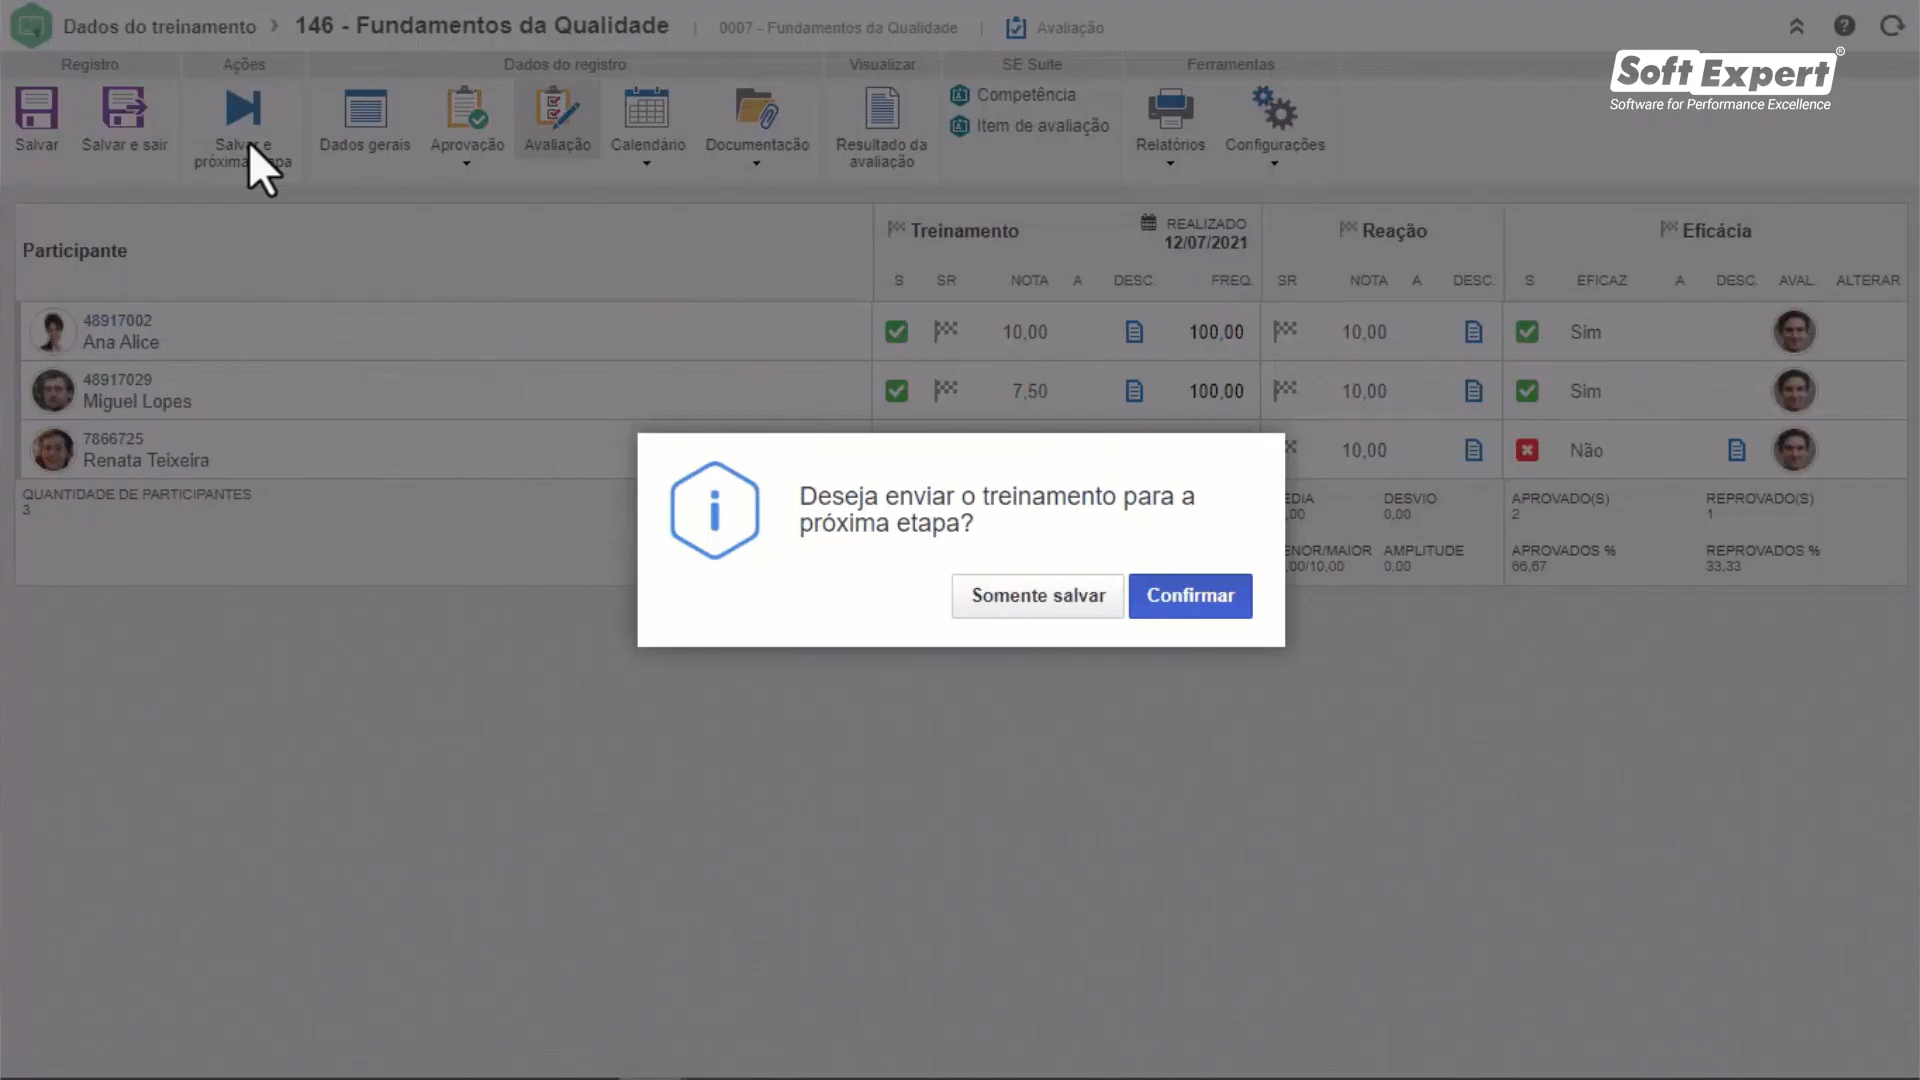 Dados do treinamento › 146 - Fundamentos da Qualidade | 0007 - Fundamentos da Qualidade | Avaliação
Registro Ações Dados do registro Visualizar SE Suite Ferramentas
Soft Expert®
Software for Performance Excellence
Salvar
Salvar e sair
Salvar e
próxima etapa
Dados gerais
Aprovação
Avaliação
Calendário
Documentação
Resultado da
avaliação
Competência
Item de avaliação
Relatórios
Configurações
Participante
Treinamento
REALIZADO
12/07/2021
Reação
Eficácia
S SR NOTA A DESC. FREQ. SR NOTA A DESC. S EFICAZ A DESC. AVAL. ALTERAR
48917002
Ana Alice
10,00 100,00 10,00 Sim
48917029
Miguel Lopes
7,50 100,00 10,00 Sim
7866725
Renata Teixeira
10,00 Não
QUANTIDADE DE PARTICIPANTES
3
DESVIO
0,00
AMPLITUDE
0,00
APROVADO(S)
2
REPROVADO(S)
1
APROVADOS %
66,67
REPROVADOS %
33,33
Deseja enviar o treinamento para a
próxima etapa?
Somente salvar
Confirmar